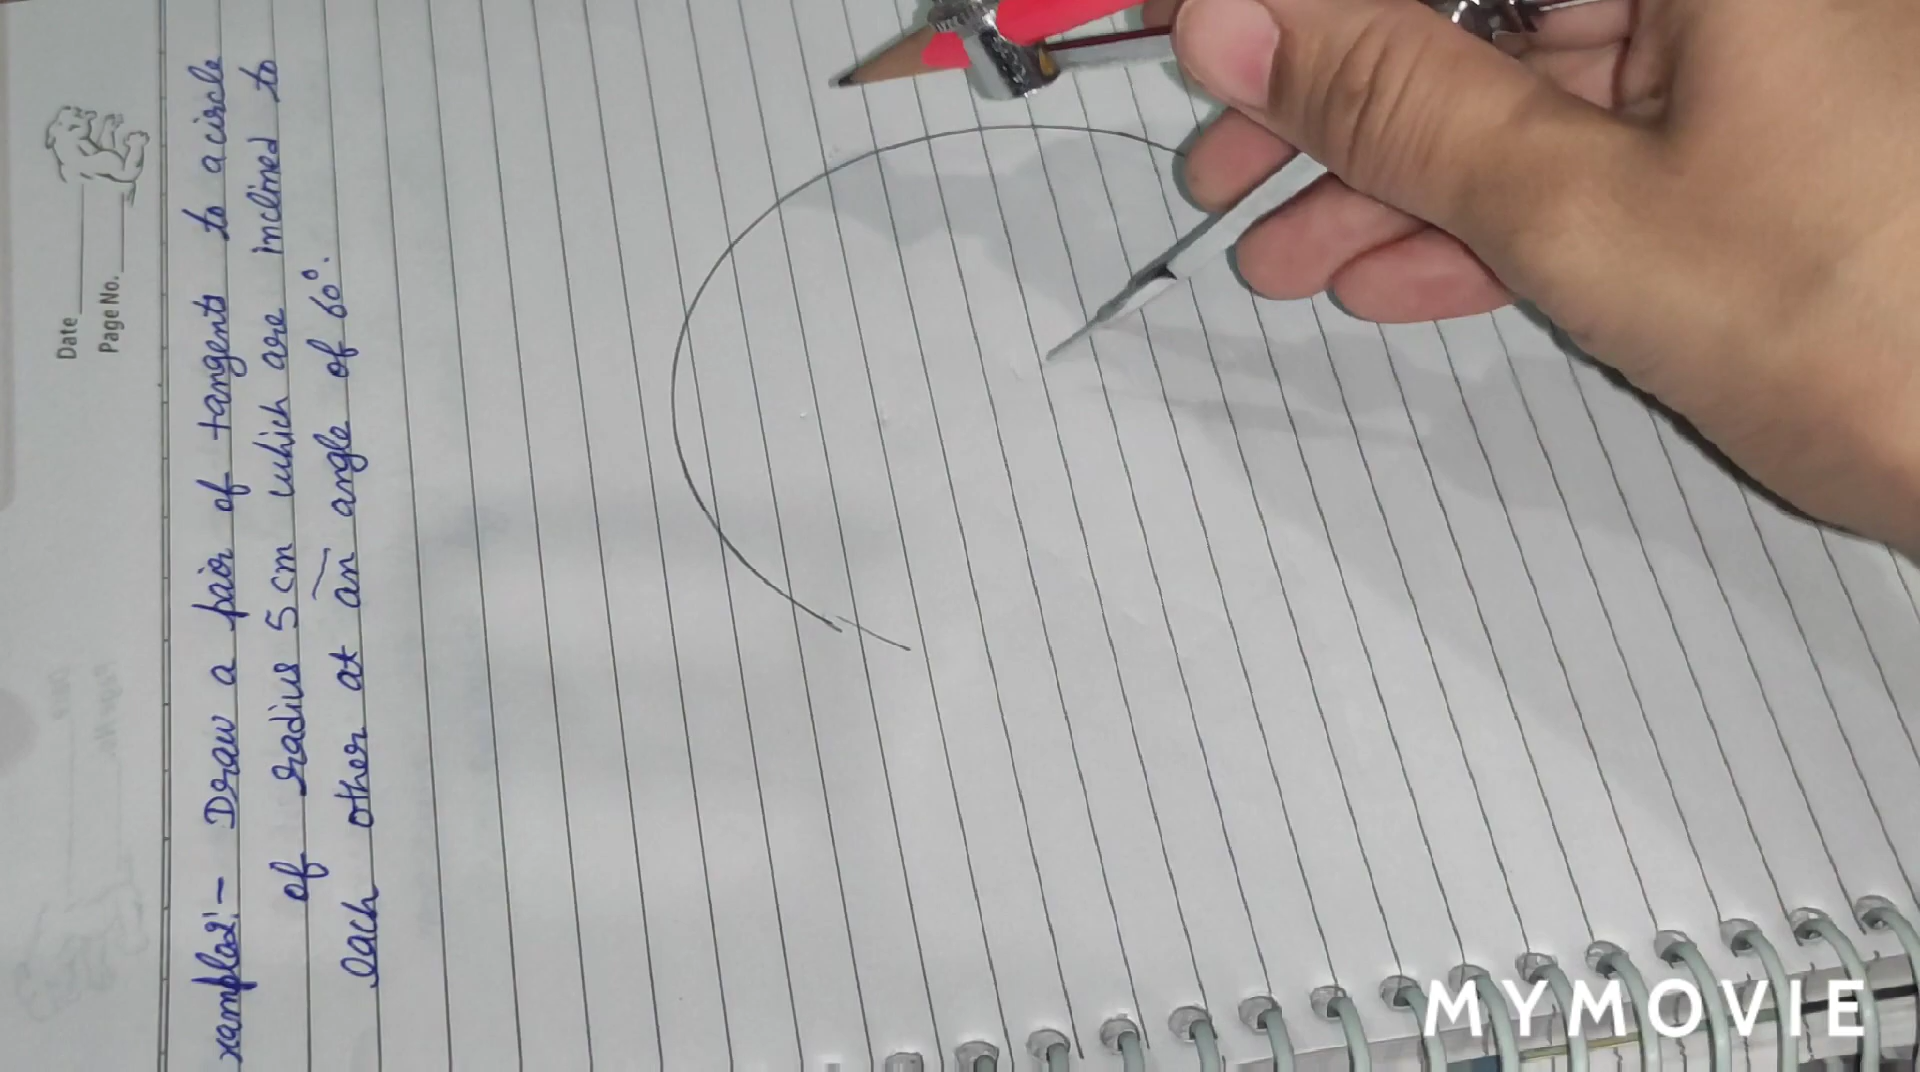 Date
Page No.
xample2:- Draw a pair of tangents to a circle
of radius 5 cm which are inclined to
each other at an angle of 60°.
MYMOVIE